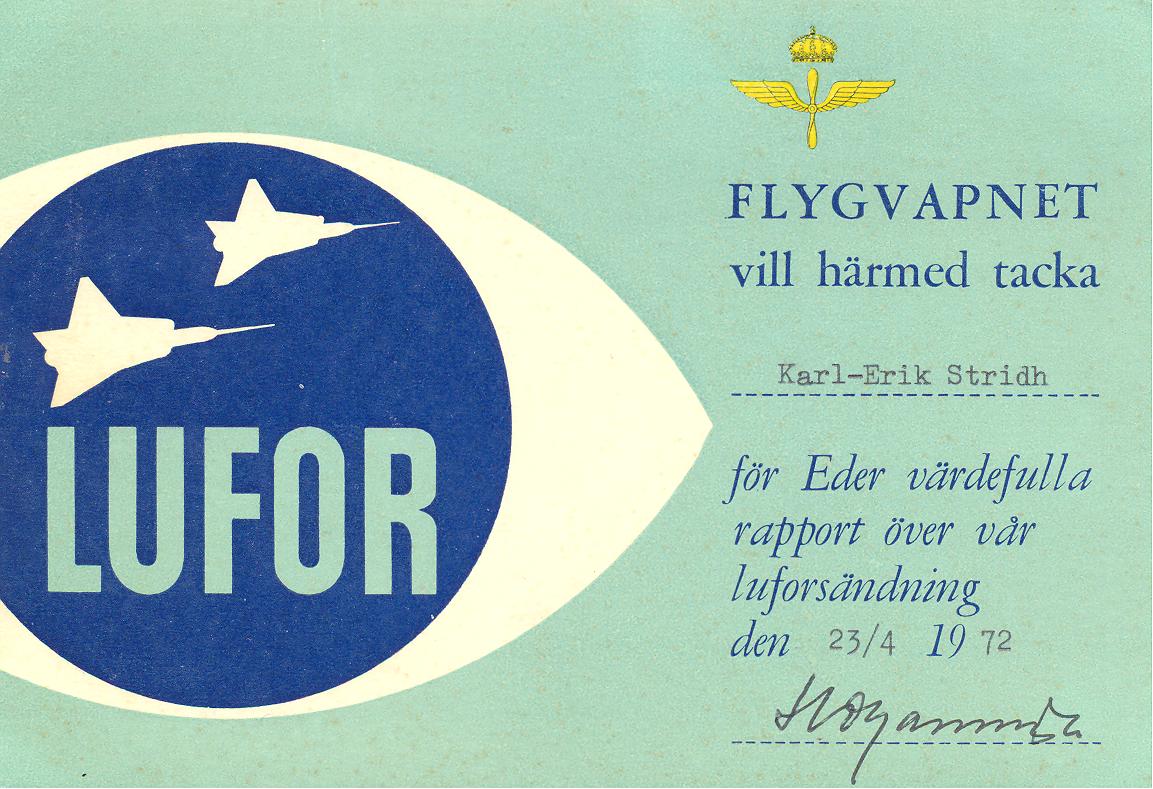 LUFOR
FLYGVAPNET
vill härmed tacka
Karl-Erik Stridh
för Eder värdefulla
rapport över vår
luforsändning
den 23/4 1972